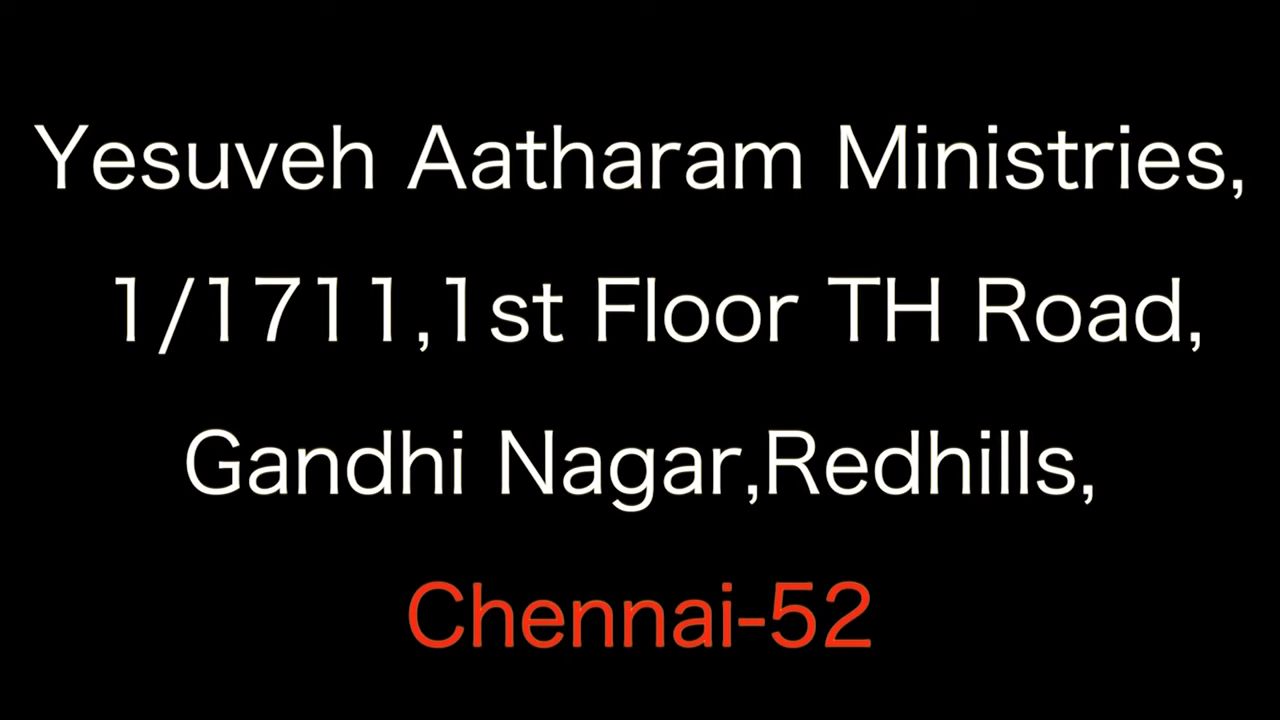 Yesuveh Aatharam Ministries,
1/1711,1st Floor TH Road,
Gandhi Nagar,Redhills,
Chennai-52